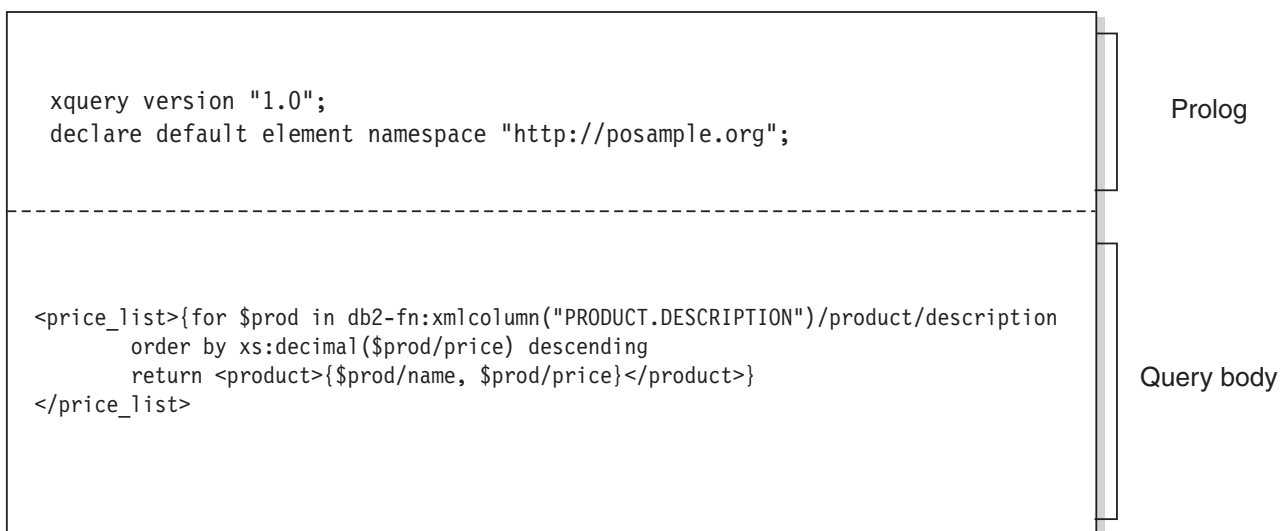 xquery version "1.0";
declare default element namespace "http://posample.org";
Prolog
<price_list>{for $prod in db2-fn:xmlcolumn("PRODUCT.DESCRIPTION")/product/description
order by xs:decimal($prod/price) descending
return <product>{$prod/name, $prod/price}</product>}
</price_list>
Query body